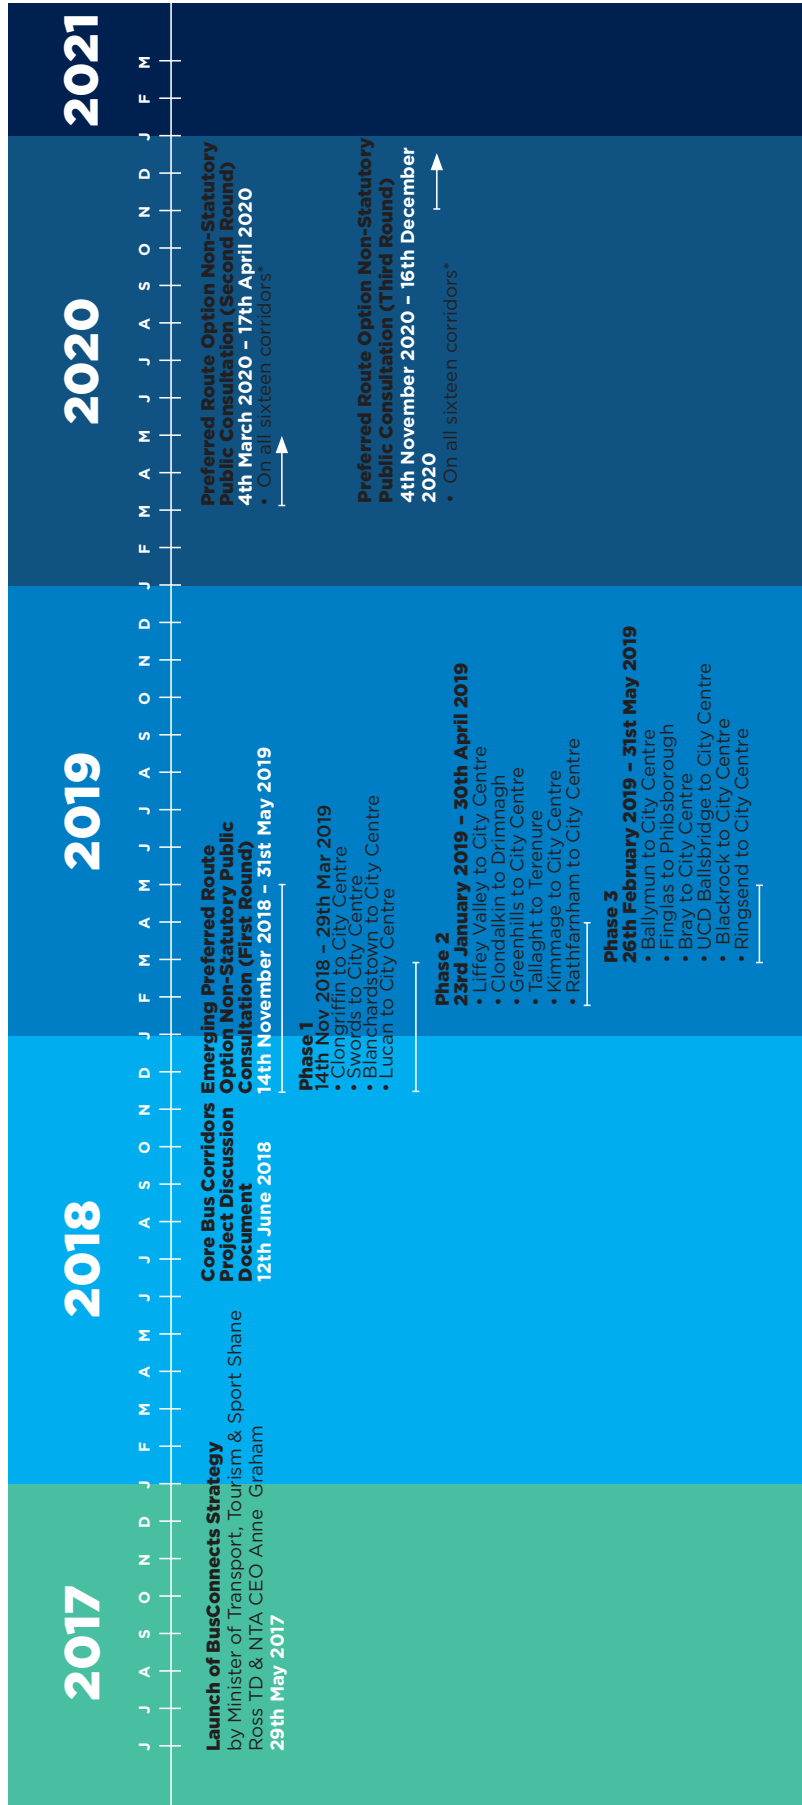 2017
2018
2019
2020
2021
J J A S O N D J F M A M J J A S O N D J F M A M J J A S O N D J F M A M J J A S O N D J F M
Launch of BusConnects Strategy
by Minister of Transport, Tourism & Sport Shane
Ross TD & NTA CEO Anne Graham
29th May 2017
Core Bus Corridors
Project Discussion
Document
12th June 2018
Emerging Preferred Route
Option Non-Statutory Public
Consultation (First Round)
14th November 2018 – 31st May 2019
Phase 1
14th Nov 2018 – 29th Mar 2019
• Clongriffin to City Centre
• Swords to City Centre
• Blanchardstown to City Centre
• Lucan to City Centre
Phase 2
23rd January 2019 – 30th April 2019
• Liffey Valley to City Centre
• Clondalkin to Drimnagh
• Greenhills to City Centre
• Tallaght to Terenure
• Kimmage to City Centre
• Rathfarnham to City Centre
Phase 3
26th February 2019 – 31st May 2019
• Ballymun to City Centre
• Finglas to Phibsborough
• Bray to City Centre
• UCD Ballsbridge to City Centre
• Blackrock to City Centre
• Ringsend to City Centre
Preferred Route Option Non-Statutory
Public Consultation (Second Round)
4th March 2020 – 17th April 2020
• On all sixteen corridors*
Preferred Route Option Non-Statutory
Public Consultation (Third Round)
4th November 2020 – 16th December
2020
• On all sixteen corridors*